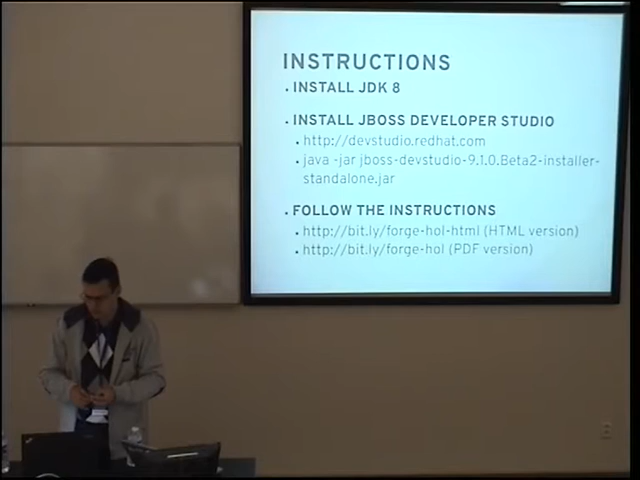 INSTRUCTIONS
INSTALL JDK 8
INSTALL JBOSS DEVELOPER STUDIO
http://devstudio.redhat.com
java -jar jboss-devstudio-9.1.0.Beta2-installer-
standalone.jar
FOLLOW THE INSTRUCTIONS
http://bit.ly/forge-hol-html (HTML version)
http://bit.ly/forge-hol (PDF version)